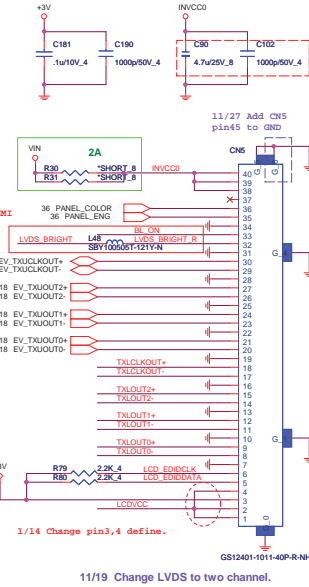 +3V
INVCC0
C181
.1u/10V_4
C190
1000p/50V_4
C90
4.7u/25V_8
C102
1000p/50V_4
11/27 Add CN5
pin45 to GND
2A
VIN
R30 *SHORT_8 INVCC0
R31 *SHORT_8
CN5
40
39
38
37
36 PANEL_COLOR 36
36 PANEL_ENG 35
MI
34
BL_ON 33
LVDS_BRIGHT L48 LVDS_BRIGHT_R 32
SBY100505T-121Y-N 31
EV_TXUCLKOUT+ 30
EV_TXUCLKOUT- 29
28
18 EV_TXUOUT2+ 27
18 EV_TXUOUT2- 26
25
18 EV_TXUOUT1+ 24
18 EV_TXUOUT1- 23
22
18 EV_TXUOUT0+ 21
18 EV_TXUOUT0- 20
19
TXLCLKOUT+ 18
TXLCLKOUT- 17
16
TXLOUT2+ 15
TXLOUT2- 14
13
TXLOUT1+ 12
TXLOUT1- 11
10
TXLOUT0+ 9
TXLOUT0- 8
7
R79 2.2K_4 LCD_EDIDCLK 6
R80 2.2K_4 LCD_EDIDDATA 5
4
3
LCDVCC 2
1
G_0
1/14 Change pin3,4 define.
GS12401-1011-40P-R-NH
11/19 Change LVDS to two channel.